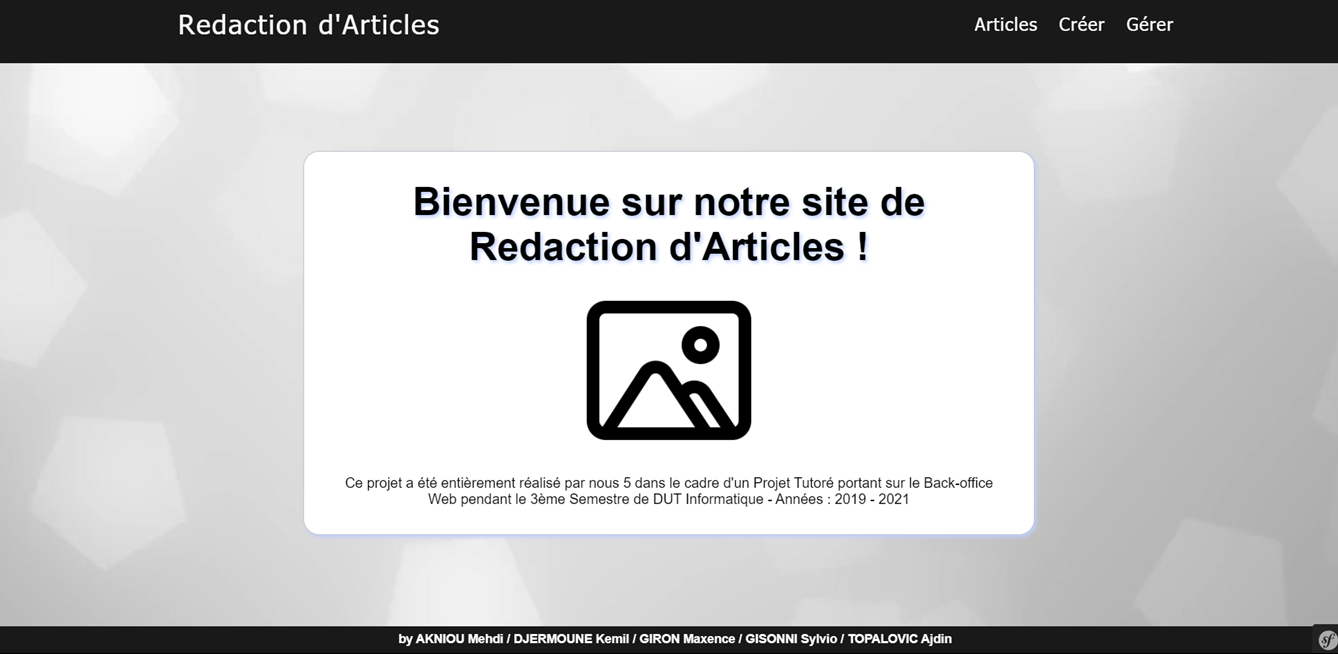 Redaction d'Articles
Articles Créer Gérer
Bienvenue sur notre site de
Redaction d'Articles !
Ce projet a été entièrement réalisé par nous 5 dans le cadre d'un Projet Tutoré portant sur le Back-office
Web pendant le 3ème Semestre de DUT Informatique - Années : 2019 - 2021
by AKNIOU Mehdi / DJERMOUNE Kemil / GIRON Maxence / GISONNI Sylvio / TOPALOVIC Ajdin
sf